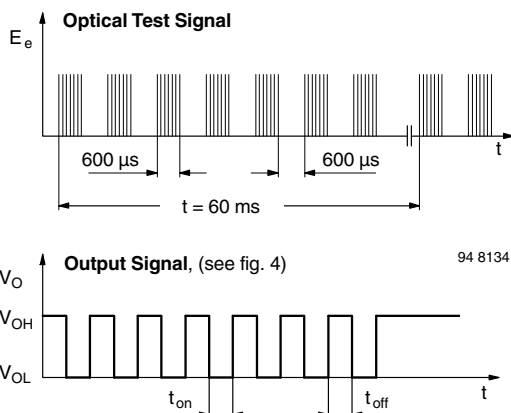 Optical Test Signal
E e
t
600 µs
600 µs
t = 60 ms
Output Signal, (see fig. 4)
94 8134
V O
V OH
V OL
t
t on
t off